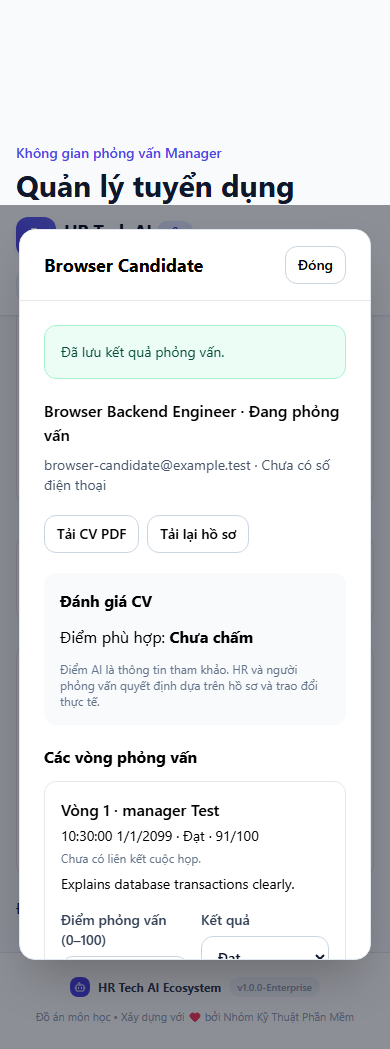 Không gian phỏng vấn Manager
Quản lý tuyển dụng
Browser Candidate
Đóng
Đã lưu kết quả phỏng vấn.
Browser Backend Engineer · Đang phỏng
vấn
browser-candidate@example.test · Chưa có số
điện thoại
Tải CV PDF
Tải lại hồ sơ
Đánh giá CV
Điểm phù hợp: Chưa chấm
Điểm AI là thông tin tham khảo. HR và người
phỏng vấn quyết định dựa trên hồ sơ và trao đổi
thực tế.
Các vòng phỏng vấn
Vòng 1 · manager Test
10:30:00 1/1/2099 · Đạt · 91/100
Chưa có liên kết cuộc họp.
Explains database transactions clearly.
Điểm phỏng vấn
(0–100)
Kết quả
Đạt
HR Tech AI Ecosystem
v1.0.0-Enterprise
Đồ án môn học • Xây dựng với ❤️ bởi Nhóm Kỹ Thuật Phần Mềm